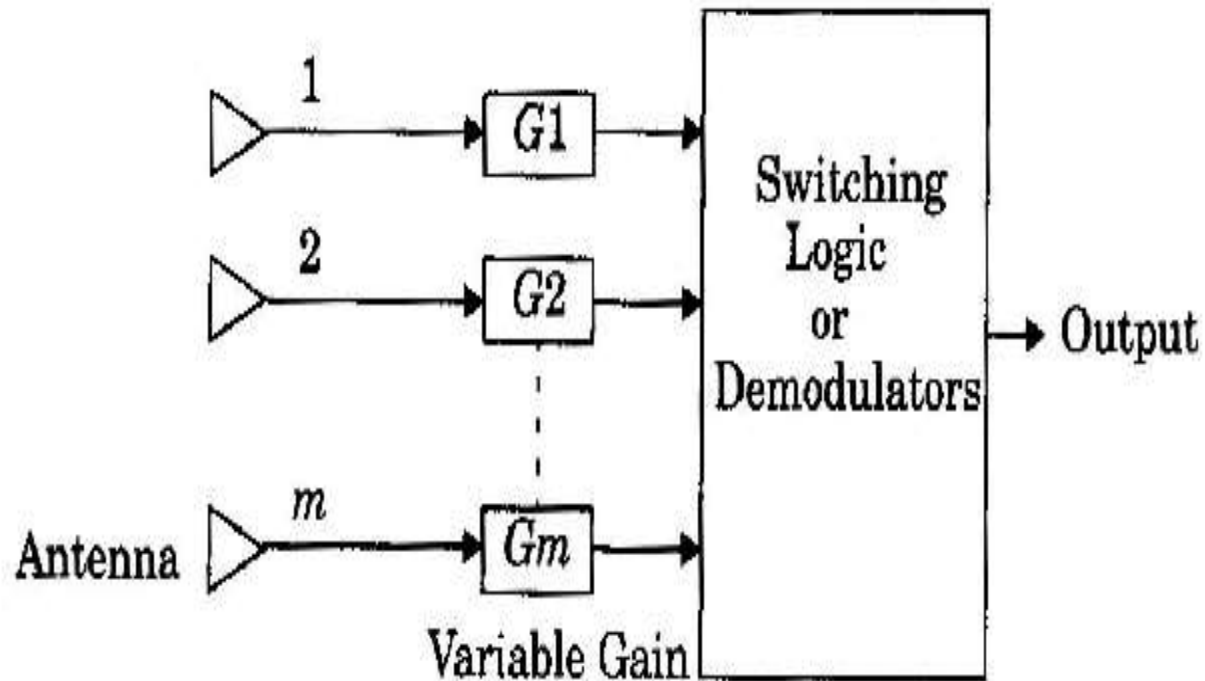 1
G1
2
G2
Switching
Logic
or
Demodulators
Output
m
Gm
Antenna
Variable Gain